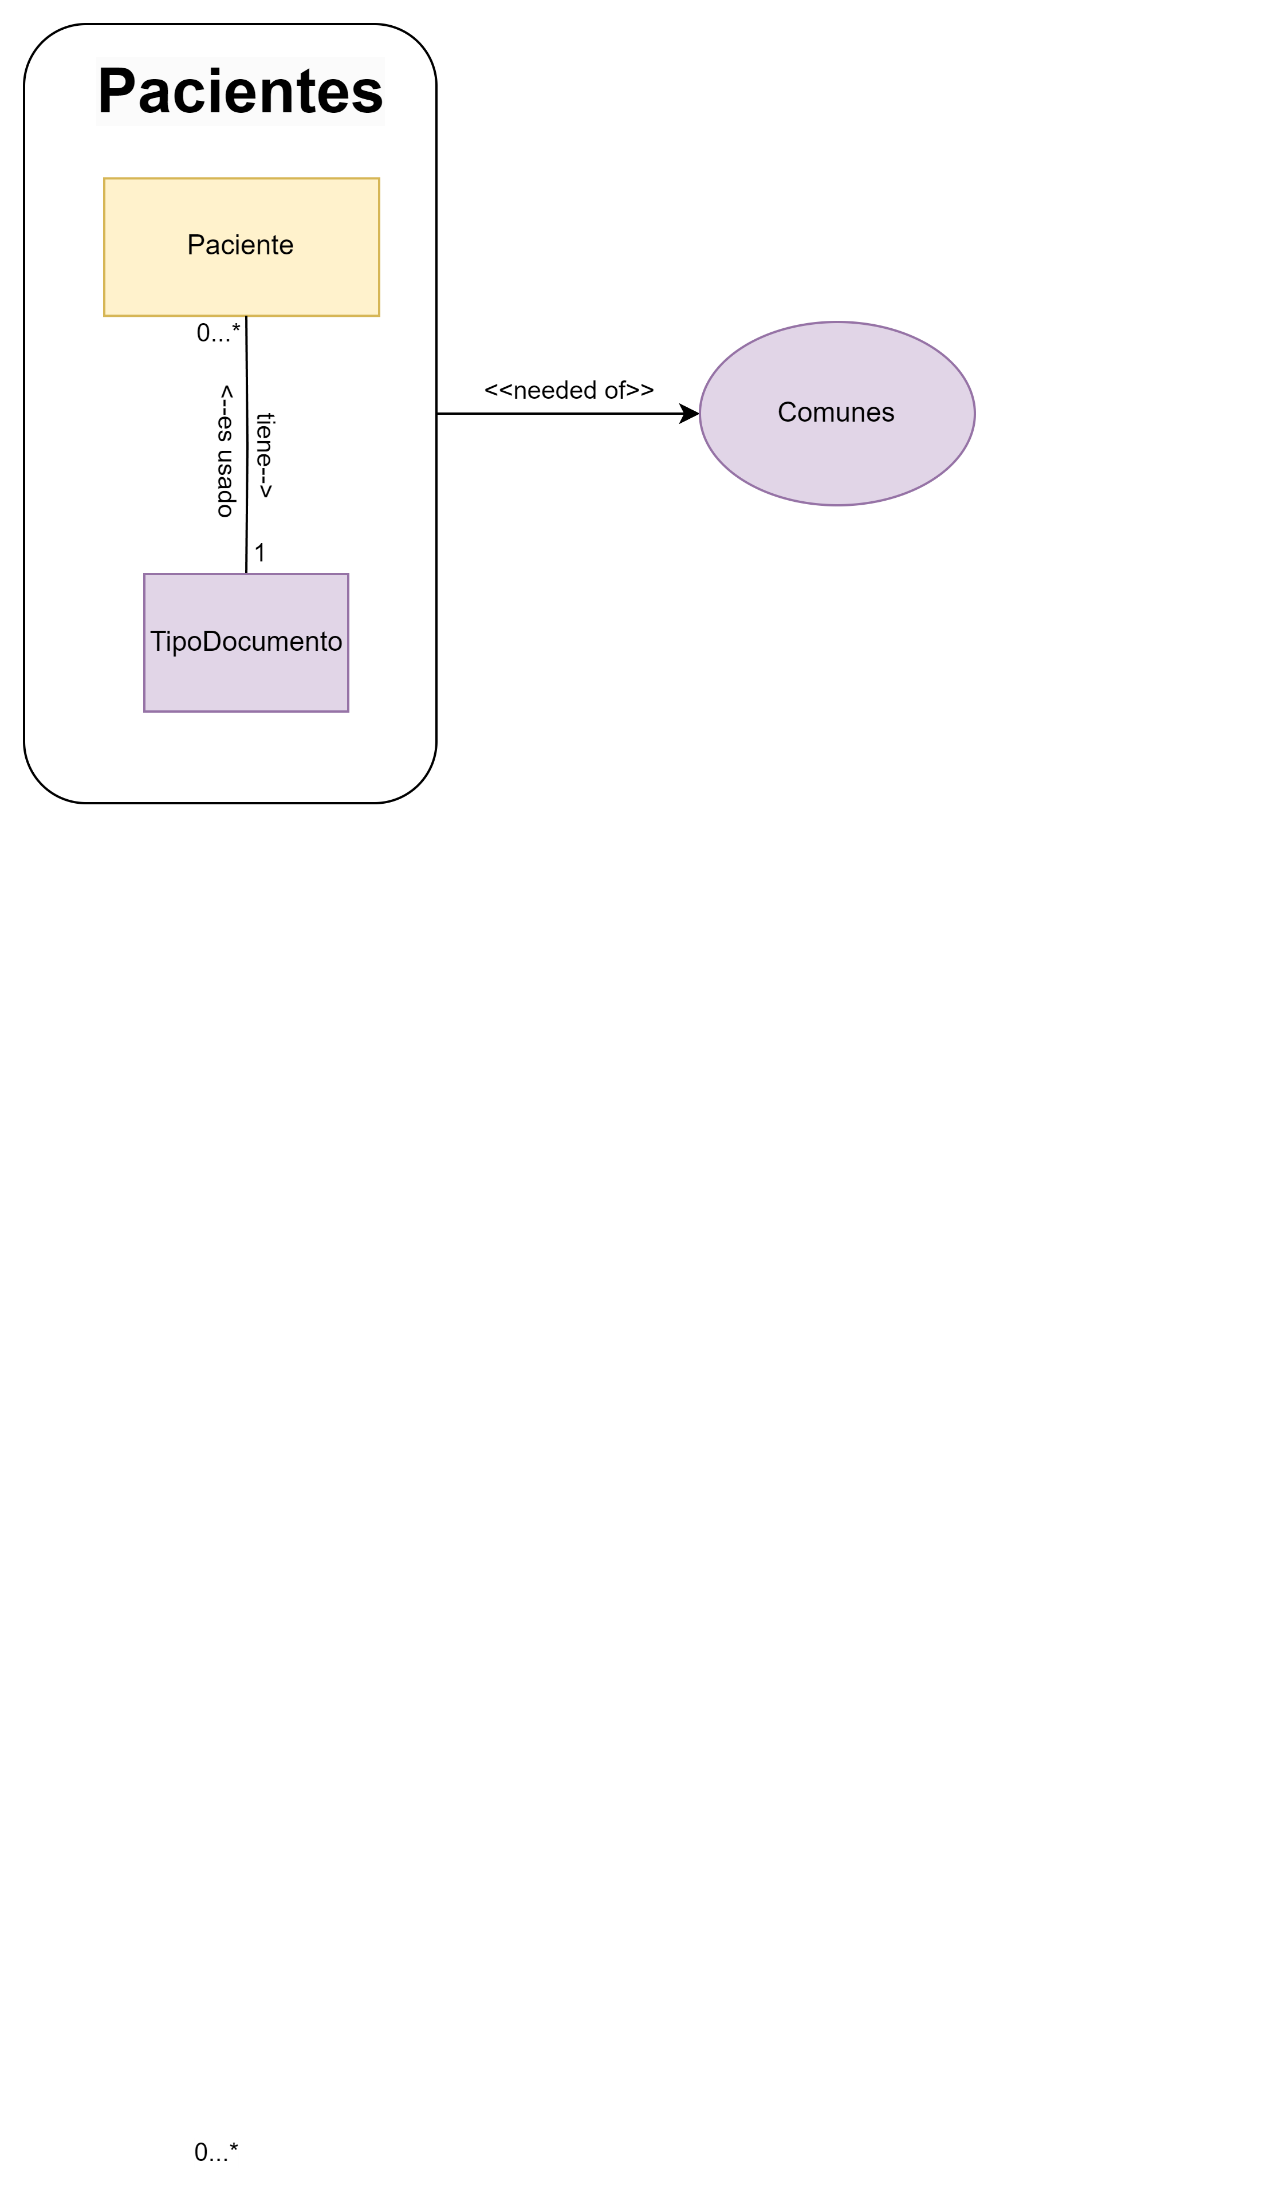 Pacientes
Paciente
0...*
<--es usado
tiene-->
1
TipoDocumento
<<needed of>>
Comunes
0...*